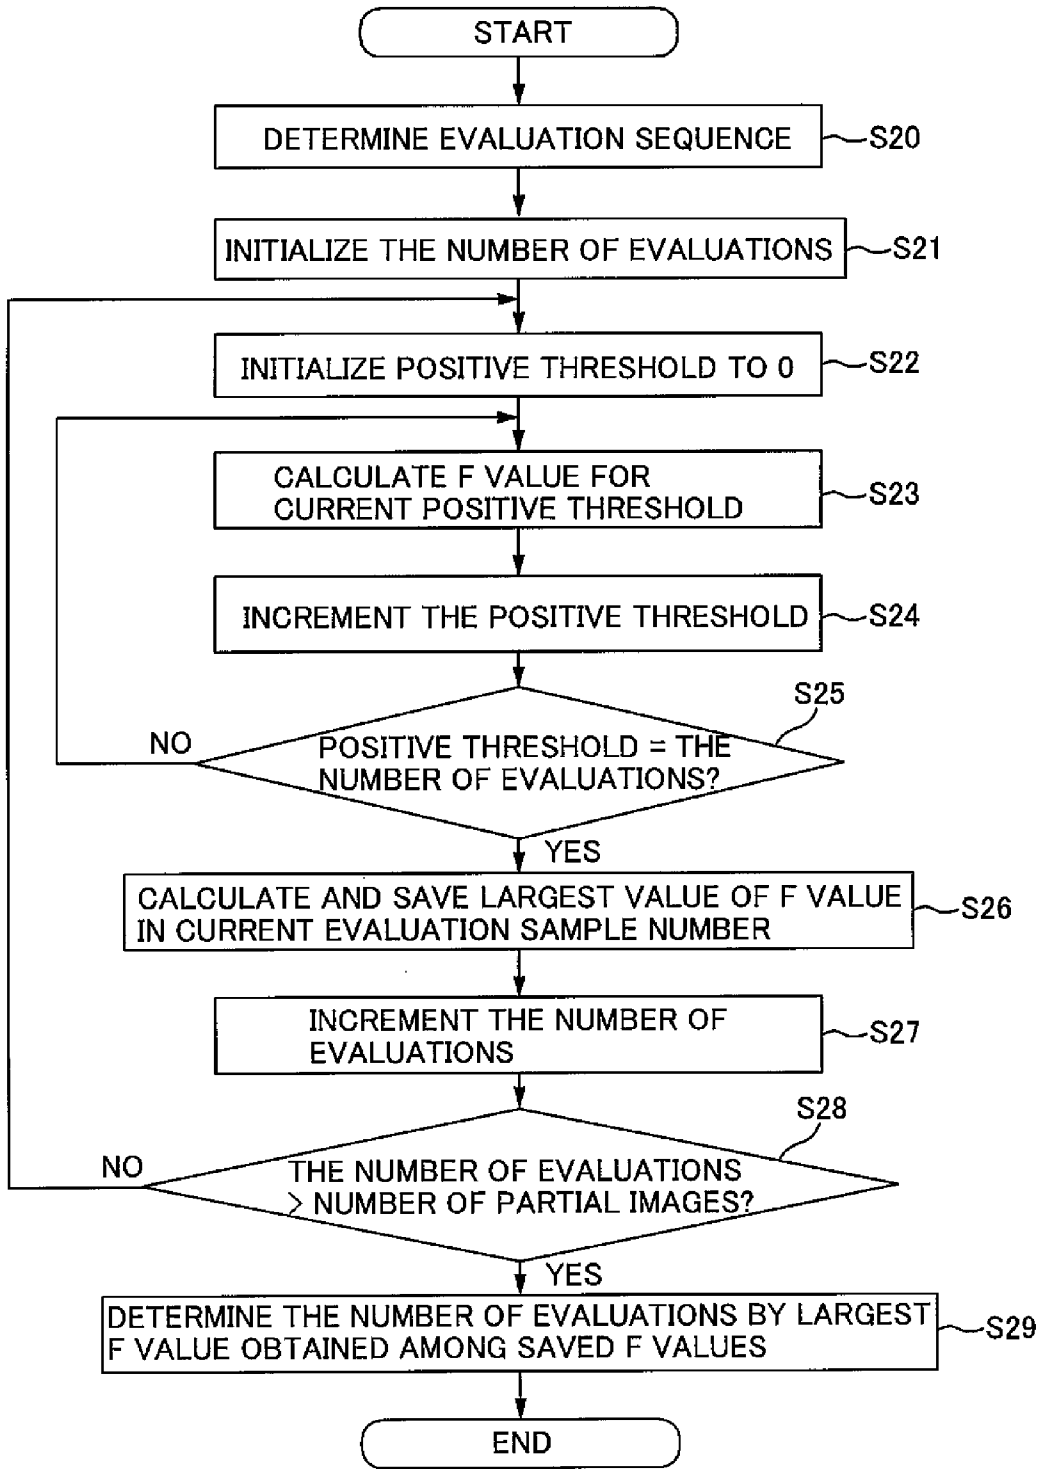 START
DETERMINE EVALUATION SEQUENCE
S20
INITIALIZE THE NUMBER OF EVALUATIONS
S21
INITIALIZE POSITIVE THRESHOLD TO 0
S22
CALCULATE F VALUE FOR
CURRENT POSITIVE THRESHOLD
S23
INCREMENT THE POSITIVE THRESHOLD
S24
S25
NO
POSITIVE THRESHOLD = THE
NUMBER OF EVALUATIONS?
YES
CALCULATE AND SAVE LARGEST VALUE OF F VALUE
IN CURRENT EVALUATION SAMPLE NUMBER
S26
INCREMENT THE NUMBER OF
EVALUATIONS
S27
S28
NO
THE NUMBER OF EVALUATIONS
> NUMBER OF PARTIAL IMAGES?
YES
DETERMINE THE NUMBER OF EVALUATIONS BY LARGEST
F VALUE OBTAINED AMONG SAVED F VALUES
S29
END